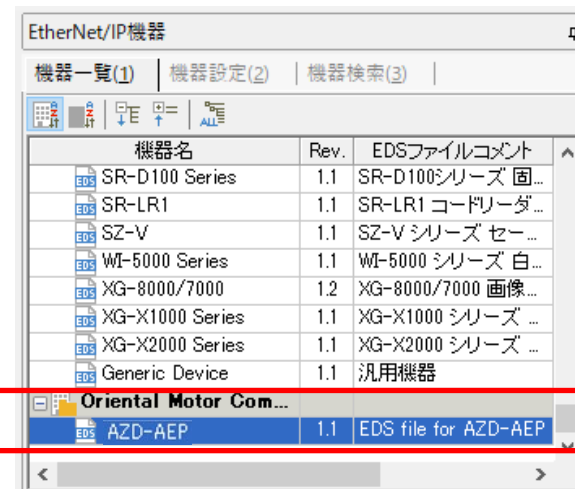 EtherNet/IP機器
機器一覧(1) 機器設定(2) 機器検索(3)
機器名 Rev. EDSファイルコメント
SR-D100 Series 1.1 SR-D100シリーズ 固...
SR-LR1 1.1 SR-LR1 コードリーダ...
SZ-V 1.1 SZ-V シリーズ セー...
WI-5000 Series 1.1 WI-5000 シリーズ 白...
XG-8000/7000 1.2 XG-8000/7000 画像...
XG-X1000 Series 1.1 XG-X1000 シリーズ ...
XG-X2000 Series 1.1 XG-X2000 シリーズ ...
Generic Device 1.1 汎用機器
Oriental Motor Com...
AZD-AEP 1.1 EDS file for AZD-AEP